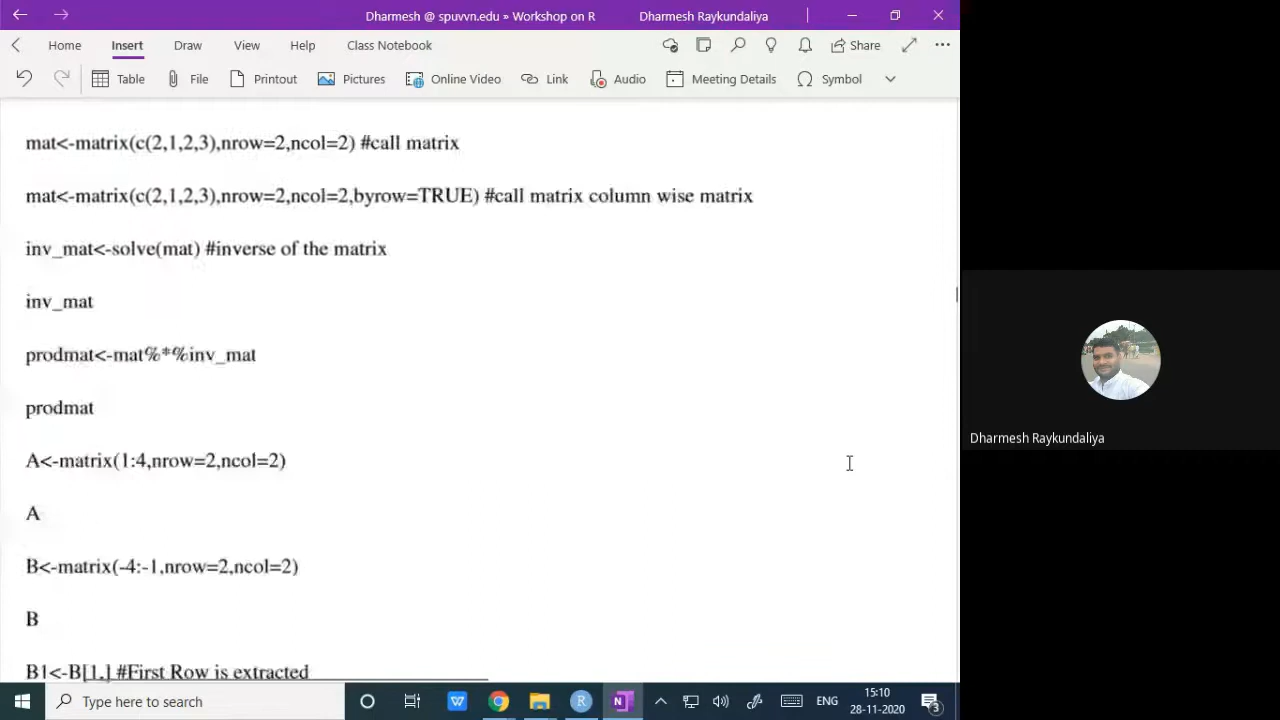 Dharmesh @ spuvvn.edu » Workshop on R
Dharmesh Raykundaliya
Home Insert Draw View Help Class Notebook
Share
Table File Printout Pictures Online Video Link Audio Meeting Details Symbol
mat<-matrix(c(2,1,2,3),nrow=2,ncol=2) #call matrix
mat<-matrix(c(2,1,2,3),nrow=2,ncol=2,byrow=TRUE) #call matrix column wise matrix
inv_mat<-solve(mat) #inverse of the matrix
inv_mat
prodmat<-mat%*%inv_mat
prodmat
A<-matrix(1:4,nrow=2,ncol=2)
A
B<-matrix(-4:-1,nrow=2,ncol=2)
B
B1<-B[1,] #First Row is extracted
Dharmesh Raykundaliya
Type here to search
W
R
N
ENG
15:10
28-11-2020
3